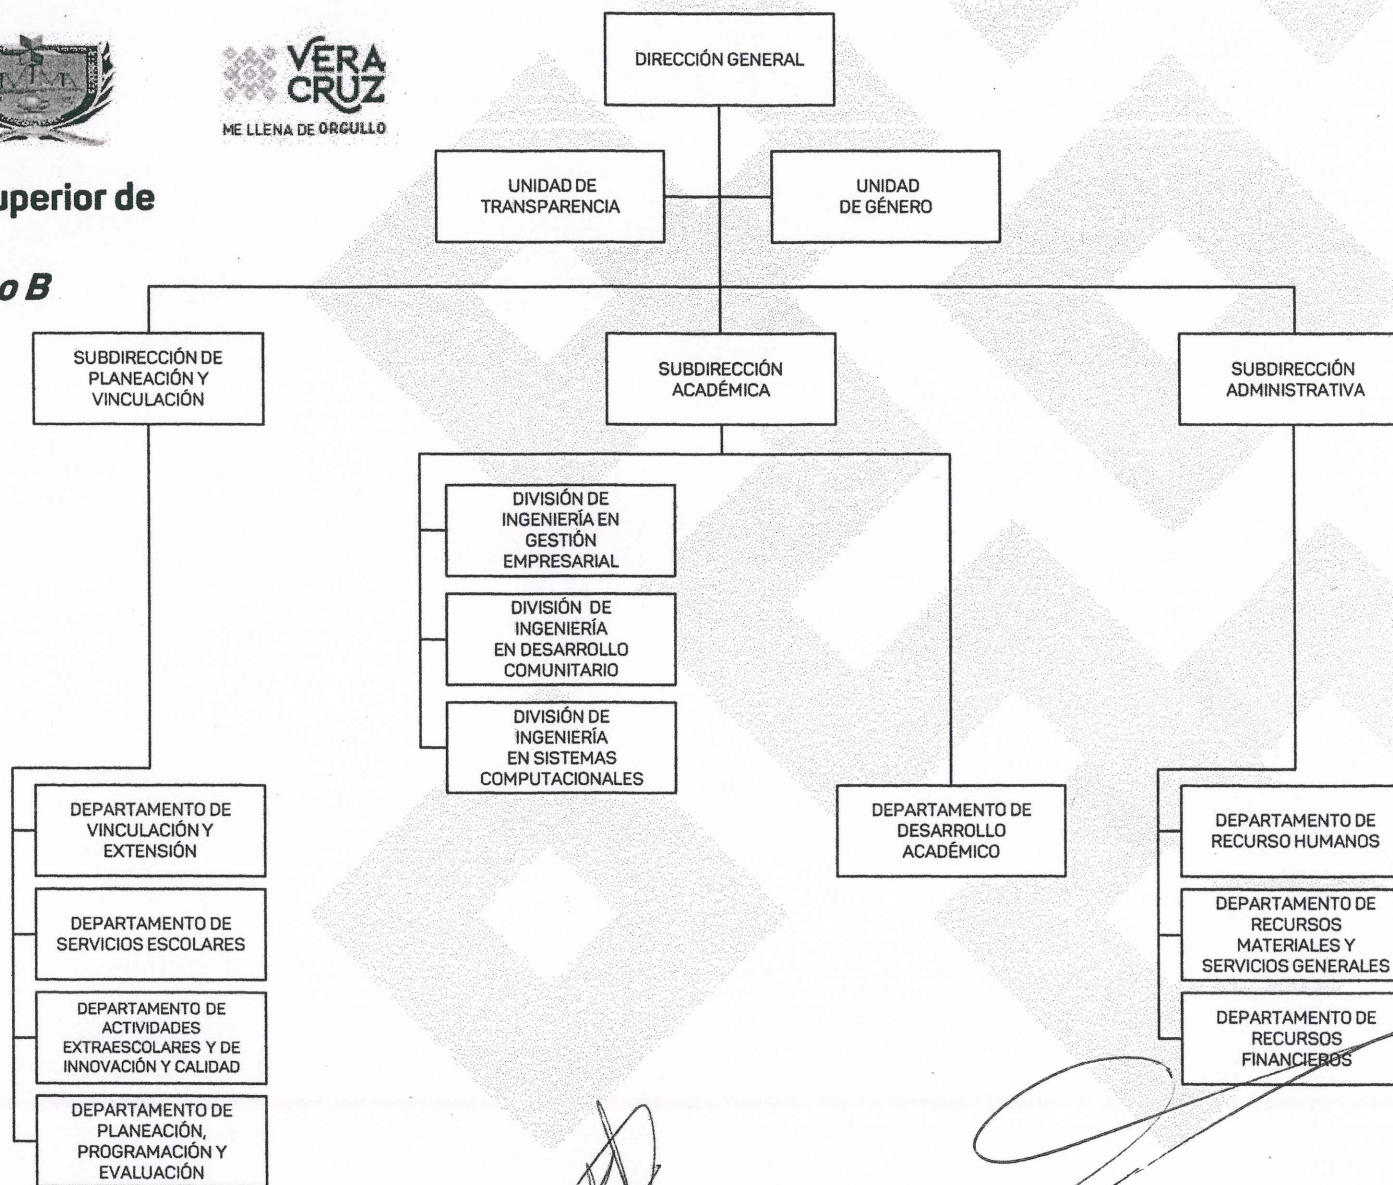 VERA
CRUZ
ME LLENA DE ORGULLO
uperior de
o B
DIRECCIÓN GENERAL
UNIDAD DE
TRANSPARENCIA
UNIDAD
DE GÉNERO
SUBDIRECCIÓN DE
PLANEACIÓN Y
VINCULACIÓN
SUBDIRECCIÓN
ACADÉMICA
SUBDIRECCIÓN
ADMINISTRATIVA
DIVISIÓN DE
INGENIERÍA EN
GESTIÓN
EMPRESARIAL
DIVISIÓN DE
INGENIERÍA
EN DESARROLLO
COMUNITARIO
DIVISIÓN DE
INGENIERÍA
EN SISTEMAS
COMPUTACIONALES
DEPARTAMENTO DE
VINCULACIÓN Y
EXTENSIÓN
DEPARTAMENTO DE
SERVICIOS ESCOLARES
DEPARTAMENTO DE
ACTIVIDADES
EXTRAESCOLARES Y DE
INNOVACIÓN Y CALIDAD
DEPARTAMENTO DE
PLANEACIÓN,
PROGRAMACIÓN Y
EVALUACIÓN
DEPARTAMENTO DE
DESARROLLO
ACADÉMICO
DEPARTAMENTO DE
RECURSO HUMANOS
DEPARTAMENTO DE
RECURSOS
MATERIALES Y
SERVICIOS GENERALES
DEPARTAMENTO DE
RECURSOS
FINANCIEROS